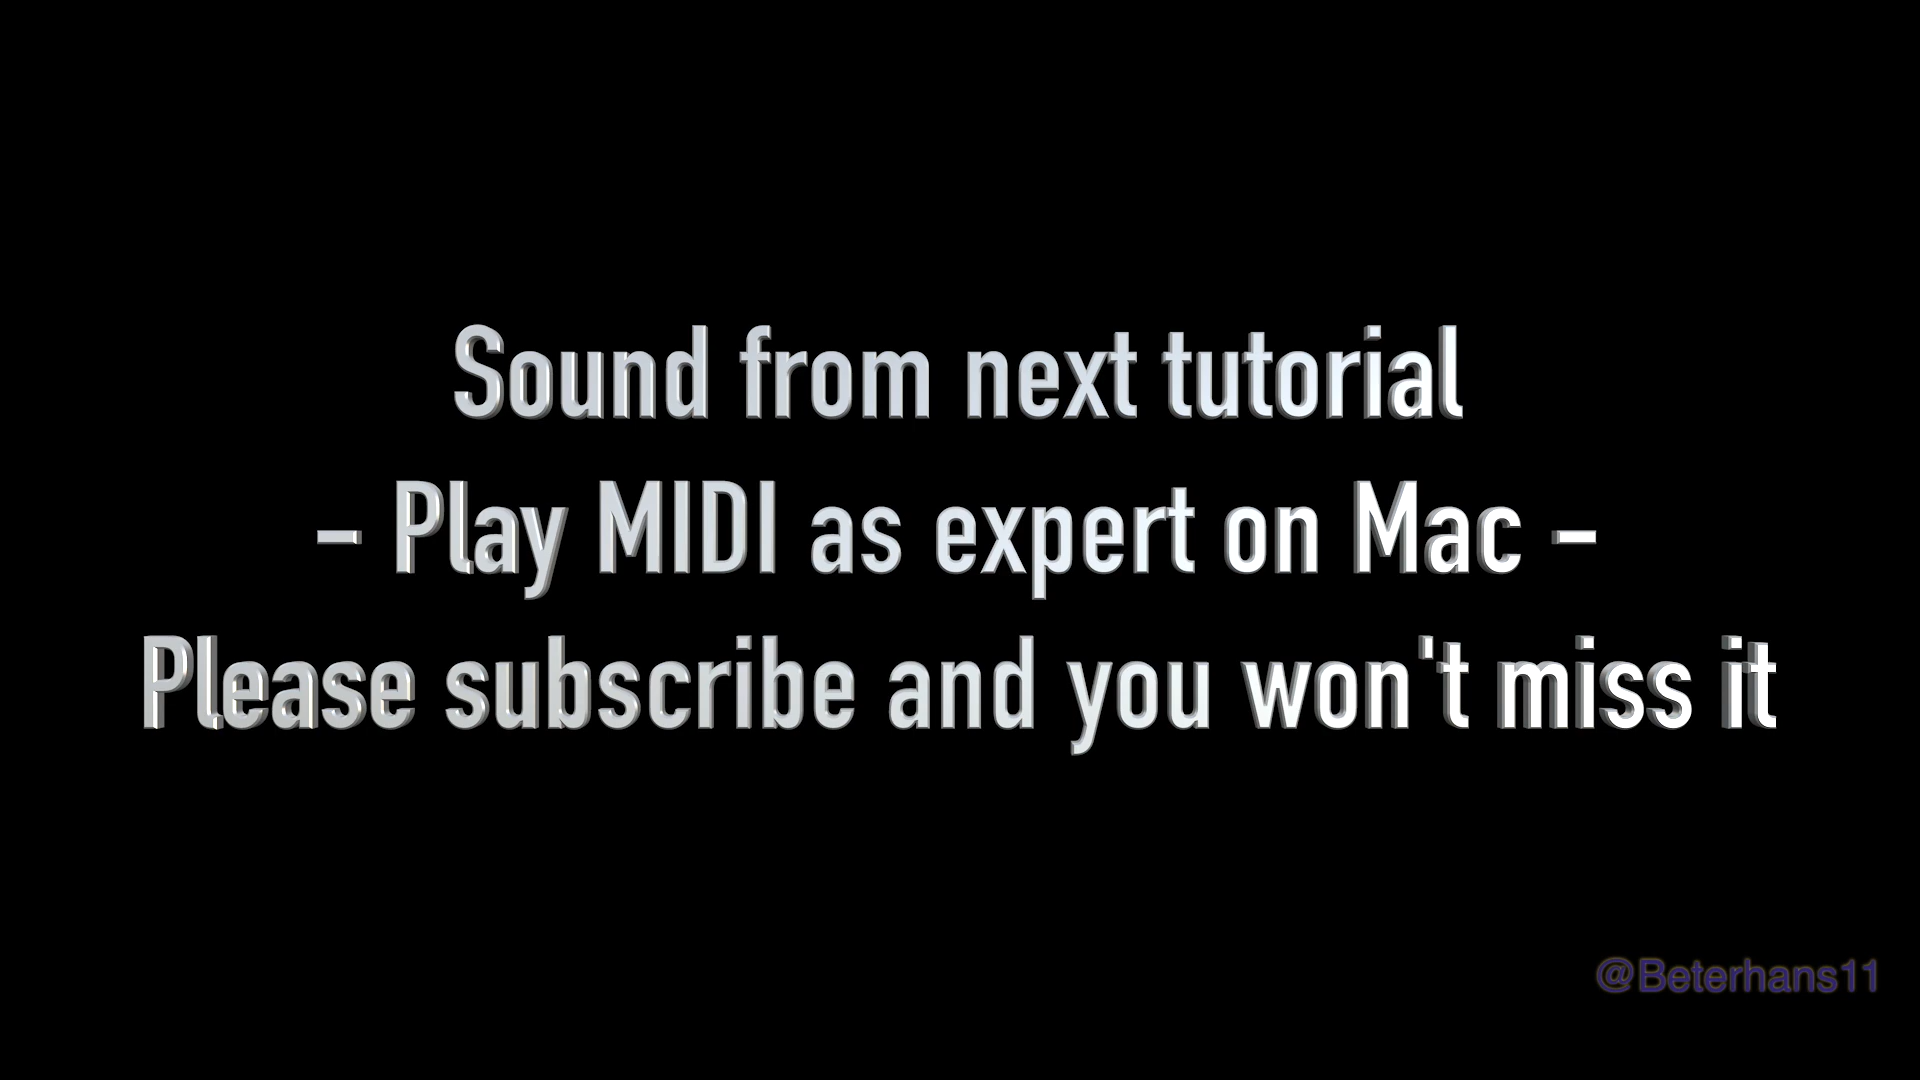 Sound from next tutorial
– Play MIDI as expert on Mac –
Please subscribe and you won't miss it
@Beterhans11